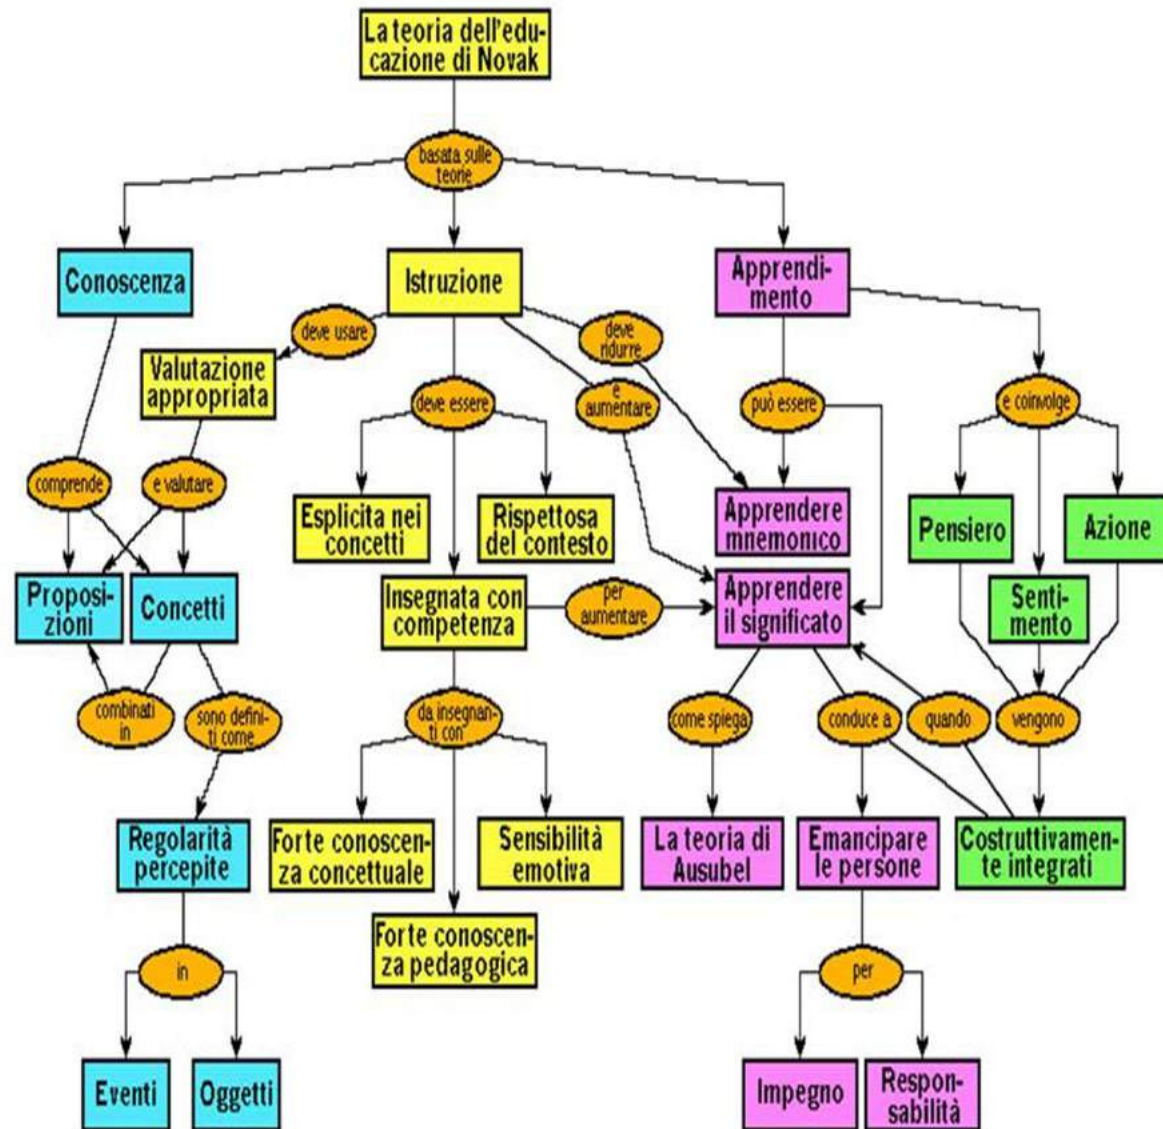 La teoria dell'edu-
cazione di Novak
basata sulle
teorie
Conoscenza
Istruzione
Apprendi-
mento
deve usare
deve
ridurre
Valutazione
appropriata
deve essere
e
aumentare
può essere
e coinvolge
comprende
e valutare
Esplicita nei
concetti
Rispettosa
del contesto
Apprendere
mnemonico
Pensiero
Azione
Proposi-
zioni
Concetti
Insegnata con
competenza
per
aumentare
Apprendere
il significato
Senti-
mento
combinati
in
sono defini-
ti come
da insegnan-
ti con
come spiega
conduce a
quando
vengono
Regolarità
percepite
Forte conoscen-
za concettuale
Sensibilità
emotiva
La teoria di
Ausubel
Emancipare
le persone
Costruttivamen-
te integrati
Forte conoscen-
za pedagogica
in
per
Eventi
Oggetti
Impegno
Respon-
sabilità